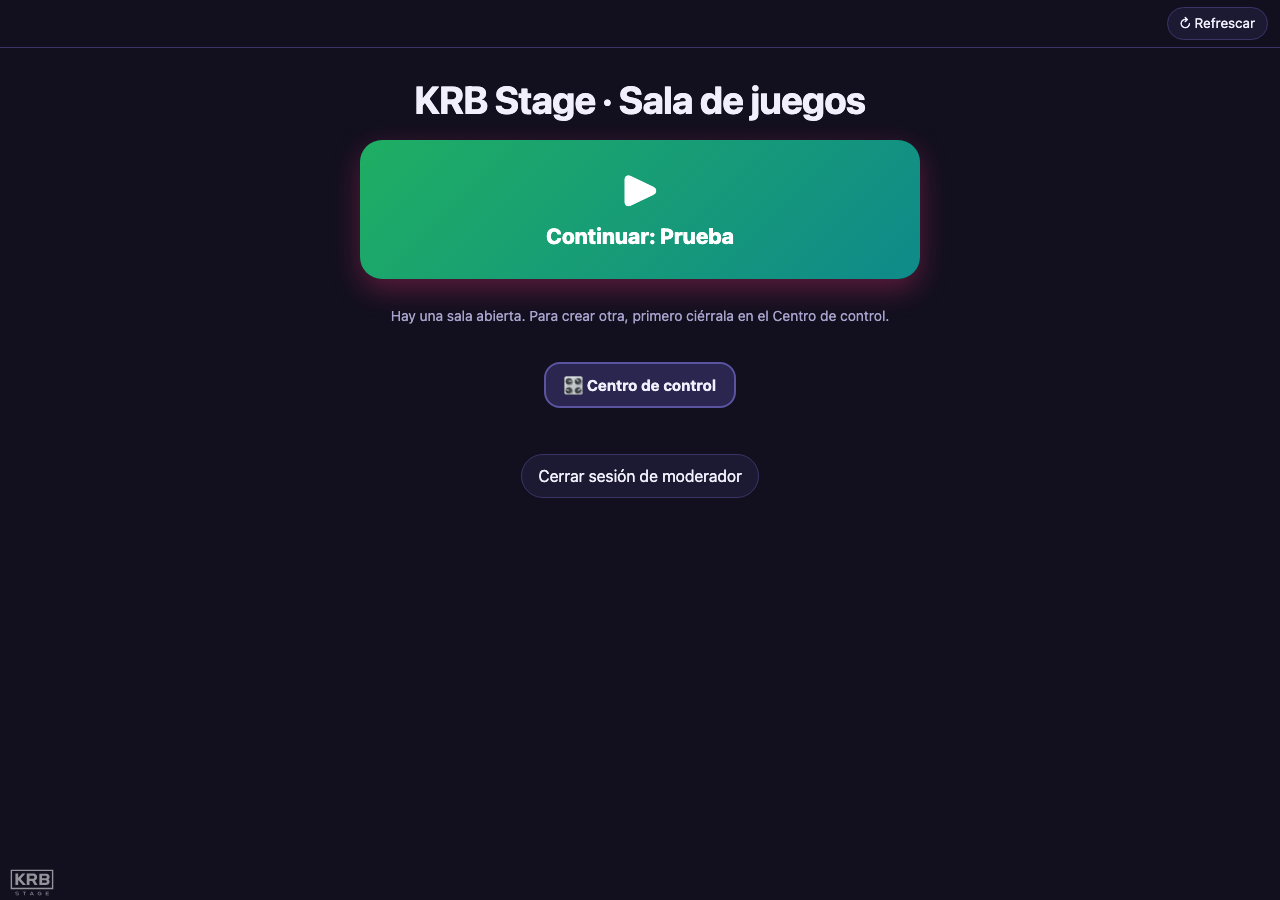 ↻ Refrescar
KRB Stage · Sala de juegos
Continuar: Prueba
Hay una sala abierta. Para crear otra, primero ciérrala en el Centro de control.
🎛️ Centro de control
Cerrar sesión de moderador
KRB
STAGE